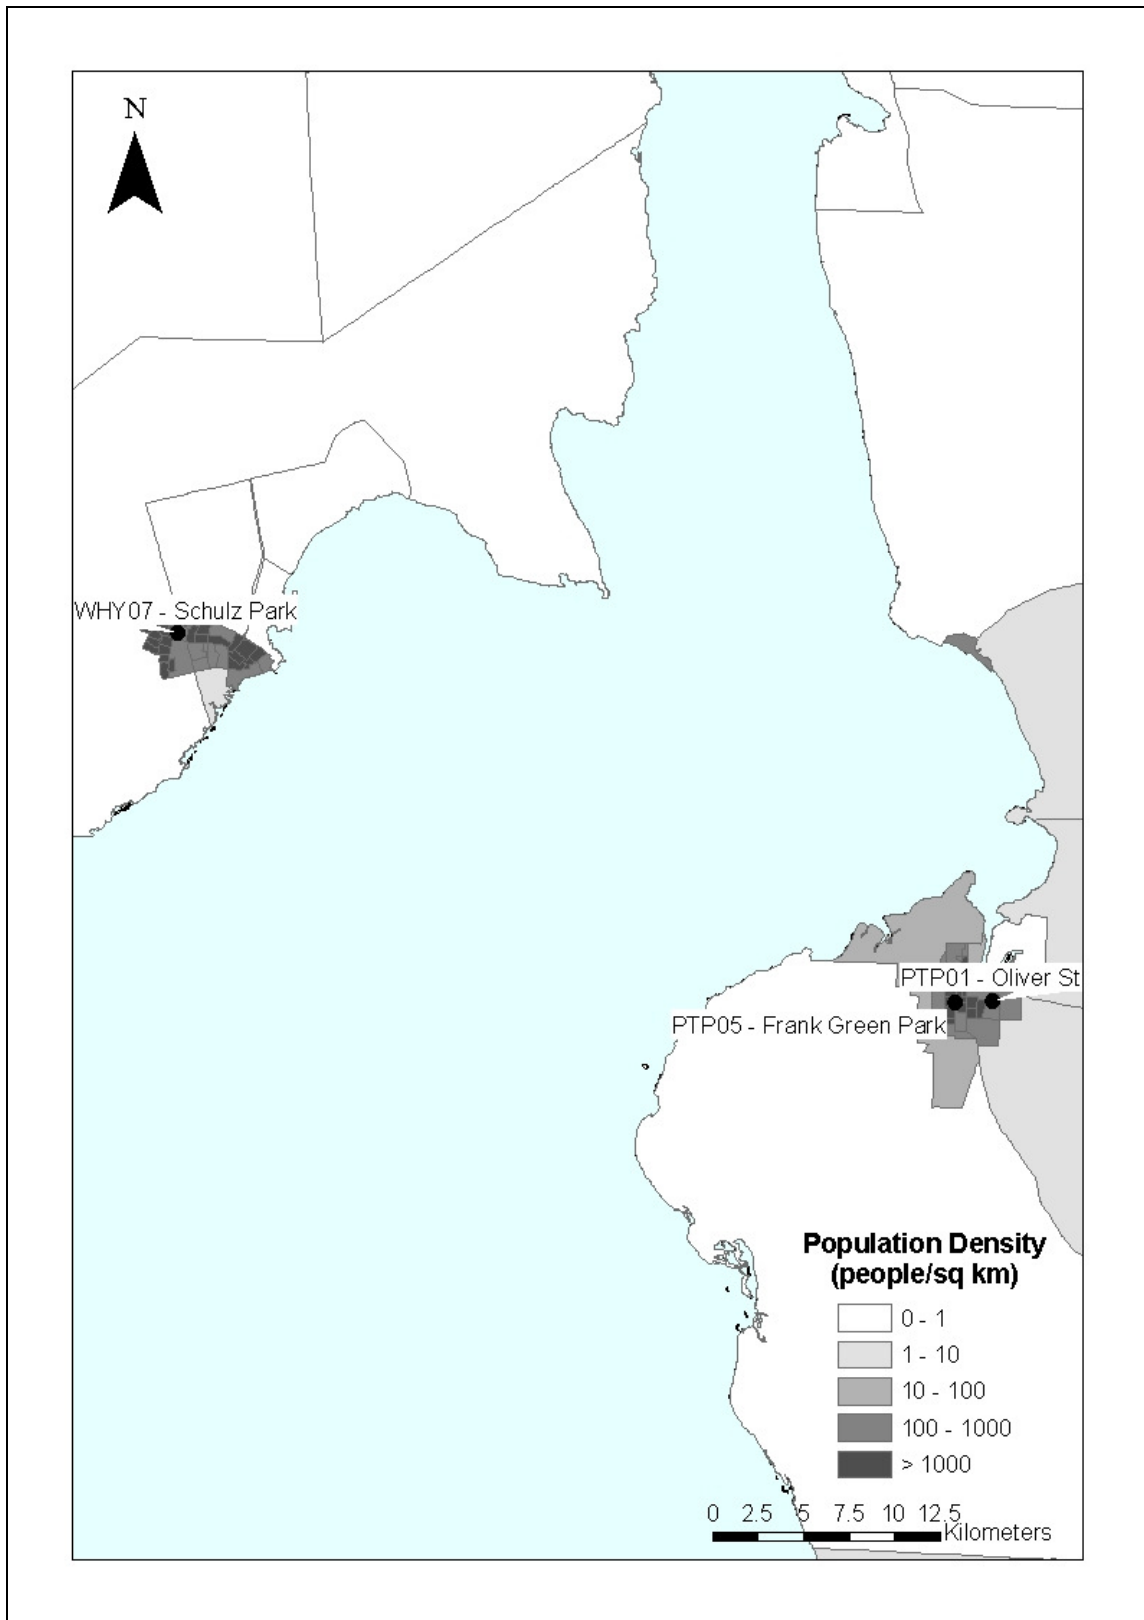 N
WHY07 - Schulz Park
PTP01 - Oliver St
PTP05 - Frank Green Park
Population Density
(people/sq km)
0 - 1
1 - 10
10 - 100
100 - 1000
> 1000
0 2.5 5 7.5 10 12.5
Kilometers